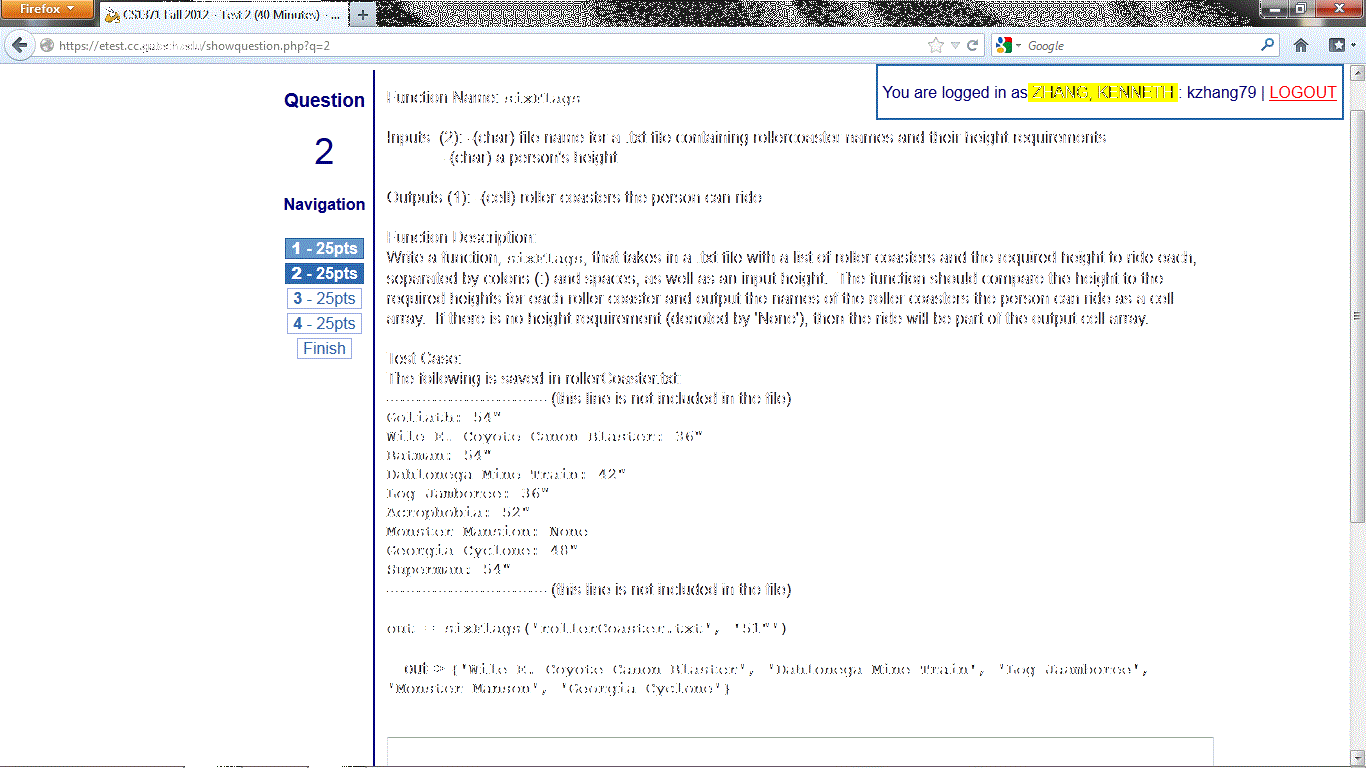 Firefox
CS1371 Fall 2012 - Test 2 (40 Minutes) - ...
https://etest.cc.gatech.edu/showquestion.php?q=2
Google
You are logged in as ZHANG, KENNETH : kzhang79 | LOGOUT
Question
2
Navigation
1 - 25pts
2 - 25pts
3 - 25pts
4 - 25pts
Finish
Function Name: sixFlags
Inputs (2): -(char) file name for a .txt file containing rollercoaster names and their height requirements
-(char) a person's height
Outputs (1): -(cell) roller coasters the person can ride
Function Description:
Write a function, sixFlags, that takes in a .txt file with a list of roller coasters and the required height to ride each,
separated by colons (:) and spaces, as well as an input height. The function should compare the height to the
required heights for each roller coaster and output the names of the roller coasters the person can ride as a cell
array. If there is no height requirement (denoted by 'None'), then the ride will be part of the output cell array.
Test Case:
The following is saved in rollerCoaster.txt:
-------------------------------- (this line is not included in the file)
Goliath: 54"
Wile E. Coyote Canon Blaster: 36"
Batman: 54"
Dahlonega Mine Train: 42"
Log Jamboree: 36"
Acrophobia: 52"
Monster Mansion: None
Georgia Cyclone: 48"
Superman: 54"
-------------------------------- (this line is not included in the file)
out = sixFlags('rollerCoaster.txt', '51"')
out => {'Wile E. Coyote Canon Blaster', 'Dahlonega Mine Train', 'Log Jaamboree',
'Monster Manson', 'Georgia Cyclone'}